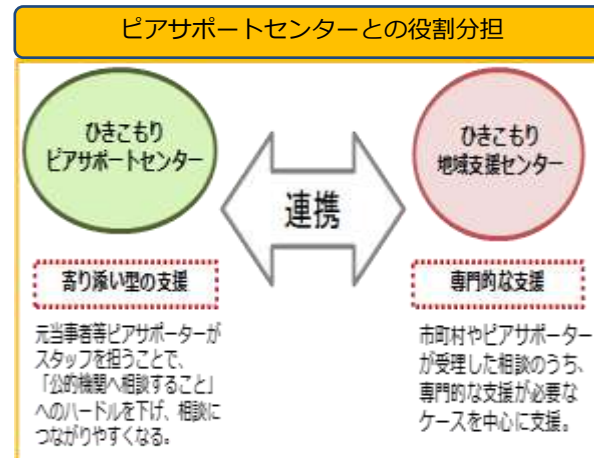 ピアサポートセンターとの役割分担
ひきこもり
ピアサポートセンター
連携
ひきこもり
地域支援センター
寄り添い型の支援
元当事者等ピアサポーターが
スタッフを担うことで、
「公的機関へ相談すること」
へのハードルを下げ、相談に
つながりやすくなる。
専門的な支援
市町村やピアサポーター
が受理した相談のうち、
専門的な支援が必要な
ケースを中心に支援。